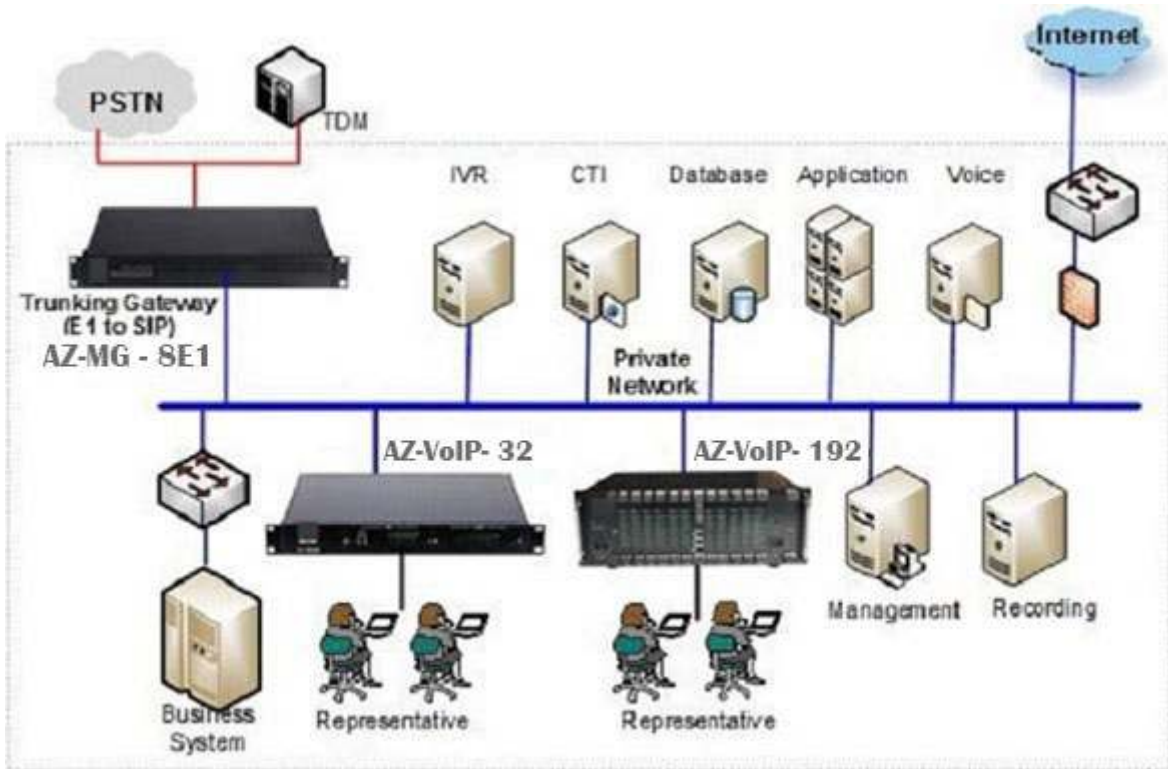 Internet
PSTN
TDM
IVR
CTI
Database
Application
Voice
Trunking Gateway
(E1 to SIP)
AZ-MG - 8E1
Private
Network
AZ-VoIP- 32
AZ-VoIP- 192
Management
Recording
Business
System
Representative
Representative